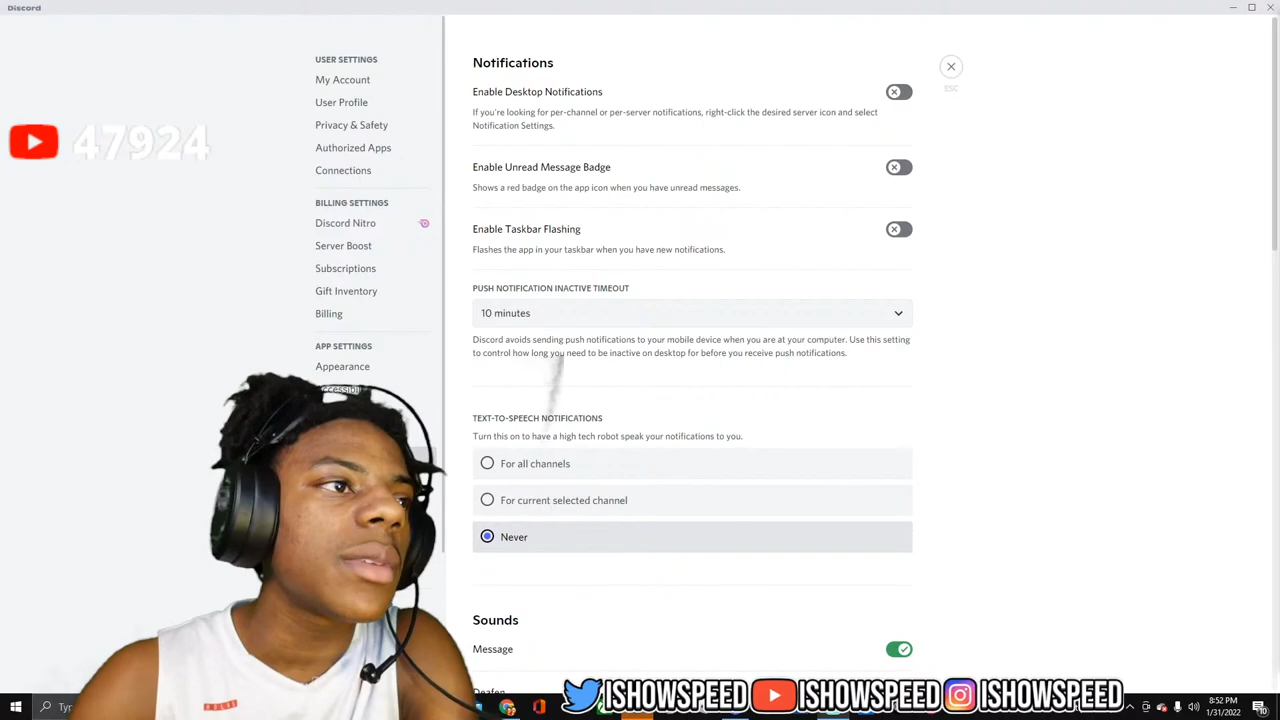 Discord
USER SETTINGS
My Account
User Profile
Privacy & Safety
Authorized Apps
Connections
BILLING SETTINGS
Discord Nitro
Server Boost
Subscriptions
Gift Inventory
Billing
APP SETTINGS
Appearance
47924
Notifications
Enable Desktop Notifications
If you're looking for per-channel or per-server notifications, right-click the desired server icon and select
Notification Settings.
Enable Unread Message Badge
Shows a red badge on the app icon when you have unread messages.
Enable Taskbar Flashing
Flashes the app in your taskbar when you have new notifications.
PUSH NOTIFICATION INACTIVE TIMEOUT
10 minutes
Discord avoids sending push notifications to your mobile device when you are at your computer. Use this setting
to control how long you need to be inactive on desktop for before you receive push notifications.
TEXT-TO-SPEECH NOTIFICATIONS
Turn this on to have a high tech robot speak your notifications to you.
For all channels
For current selected channel
Never
Sounds
Message
Deafen
ESC
ISHOWSPEED ISHOWSPEED ISHOWSPEED
8:52 PM
1/31/2022